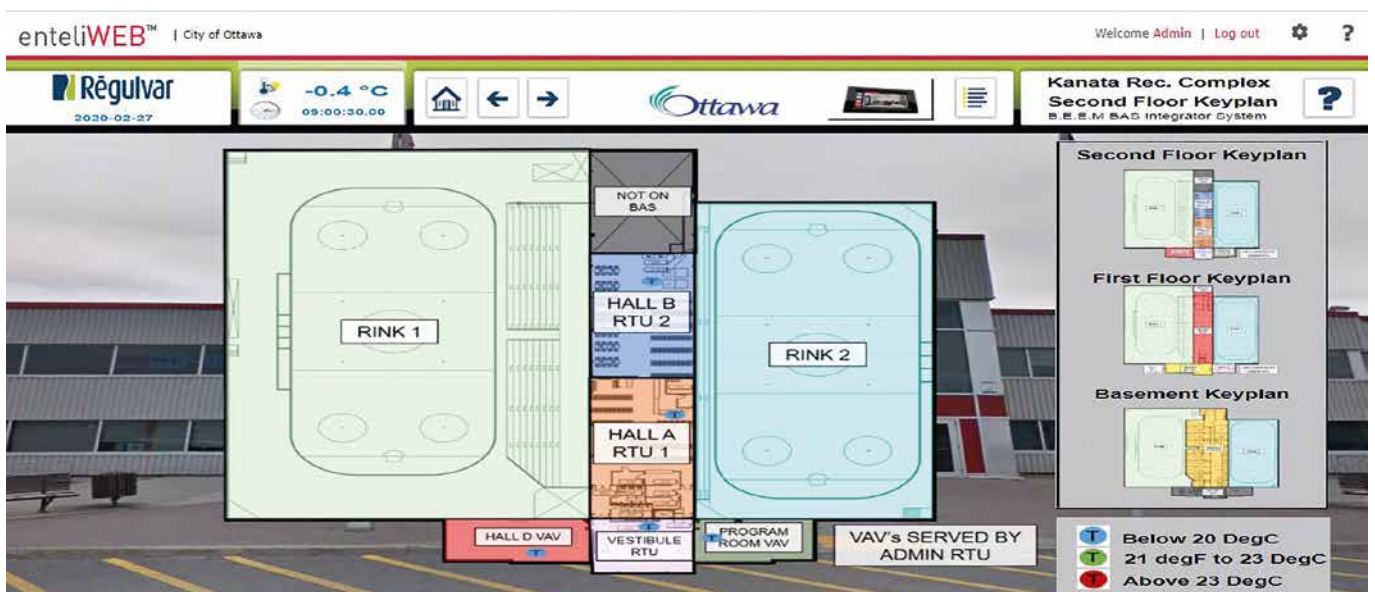 enteliWEB™ | City of Ottawa
Welcome Admin | Log out ?
Régulvar
2020-02-27
-0.4 °C
09:00:30.00
Ottawa
Kanata Rec. Complex
Second Floor Keyplan
B.E.E.M BAS Integrator System
?
NOT ON
BAS
HALL B
RTU 2
RINK 1
RINK 2
HALL A
RTU 1
HALL D VAV
VESTIBULE
RTU
PROGRAM
ROOM VAV
VAV's SERVED BY
ADMIN RTU
T
T
T
T
T
Second Floor Keyplan
First Floor Keyplan
Basement Keyplan
T Below 20 DegC
T 21 degF to 23 DegC
T Above 23 DegC